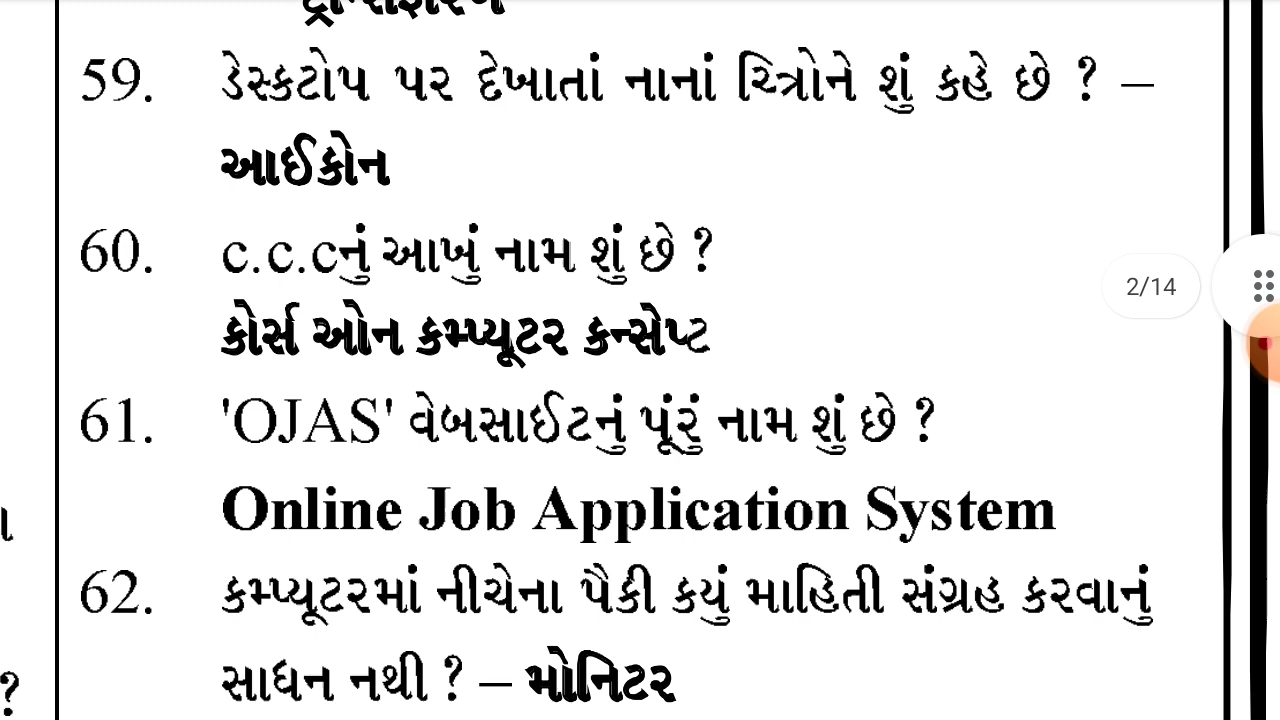 59. ડેસ્કટોપ પર દેખાતાં નાનાં ચિત્રોને શું કહે છે ? –
આઈકોન
60. c.c.cનું આખું નામ શું છે ?
કોર્સ ઓન કમ્પ્યૂટર કન્સેપ્ટ
2/14
61. 'OJAS' વેબસાઈટનું પૂંરું નામ શું છે ?
Online Job Application System
62. કમ્પ્યૂટરમાં નીચેના પૈકી કયું માહિતી સંગ્રહ કરવાનું
સાધન નથી ? – મોનિટર
?